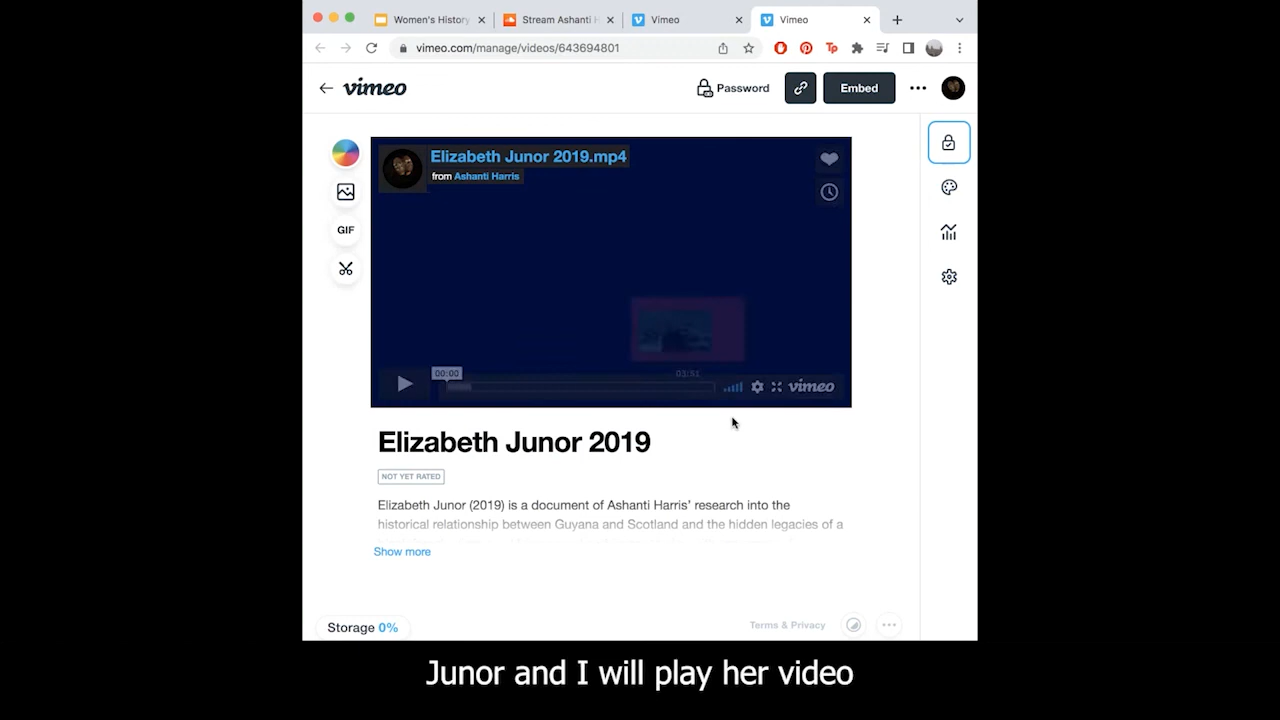 Women's History
Stream Ashanti H
Vimeo
Vimeo
vimeo.com/manage/videos/643694801
Tp
vimeo
Password
Embed
Elizabeth Junor 2019.mp4
from Ashanti Harris
GIF
00:00
03:51
vimeo
Elizabeth Junor 2019
NOT YET RATED
Elizabeth Junor (2019) is a document of Ashanti Harris' research into the
historical relationship between Guyana and Scotland and the hidden legacies of a
Show more
Storage 0%
Terms & Privacy
Junor and I will play her video